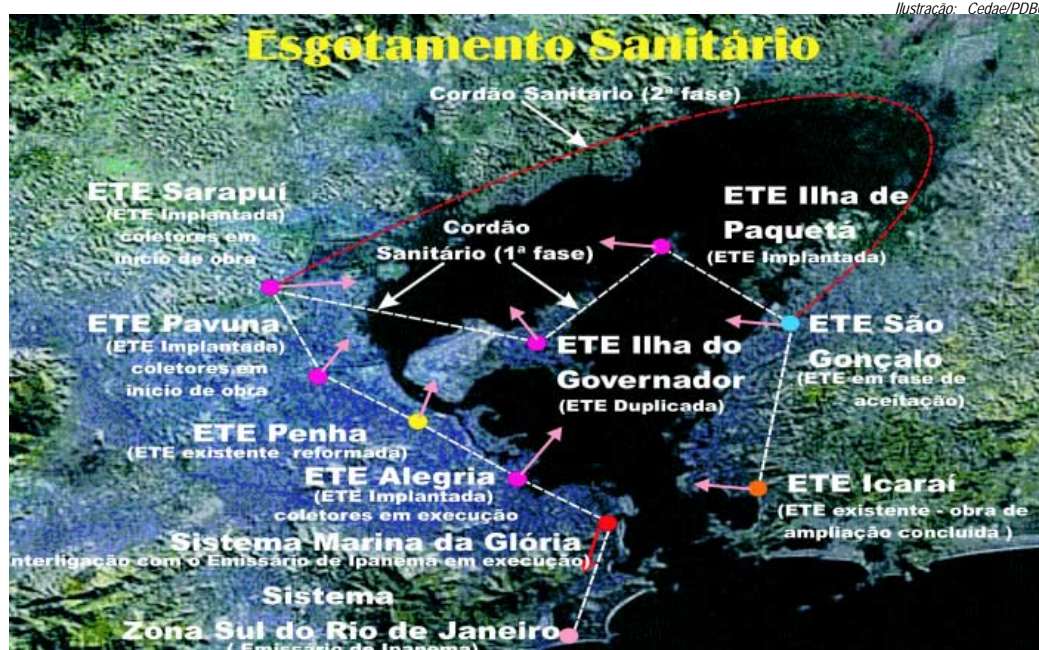 Ilustração: Cedae/PDBG
Esgotamento Sanitário
Cordão Sanitário (2ª fase)
ETE Sarapuí
(ETE Implantada)
coletores em
início de obra
Cordão
Sanitário (1ª fase)
ETE Ilha de
Paquetá
(ETE Implantada)
ETE Pavuna
(ETE Implantada)
coletores em
início de obra
ETE Ilha do
Governador
(ETE Duplicada)
ETE São
Gonçalo
(ETE em fase de
aceitação)
ETE Penha
(ETE existente reformada)
ETE Alegria
(ETE Implantada)
coletores em execução
ETE Icaraí
(ETE existente - obra de
ampliação concluída )
Sistema Marina da Glória
nterligação com o Emissário de Ipanema em execução)
Sistema
Zona Sul do Rio de Janeiro
( Emissário de Ipanema)